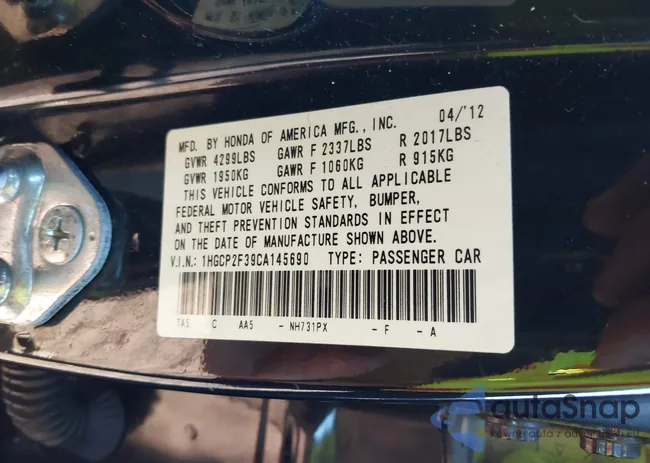 04/'12
MFD. BY HONDA OF AMERICA MFG., INC.
GVWR 4299LBS GAWR F 2337LBS R 2017LBS
GVWR 1950KG GAWR F 1060KG R 915KG
THIS VEHICLE CONFORMS TO ALL APPLICABLE
FEDERAL MOTOR VEHICLE SAFETY, BUMPER,
AND THEFT PREVENTION STANDARDS IN EFFECT
ON THE DATE OF MANUFACTURE SHOWN ABOVE.
V.I.N.: 1HGCP2F39CA145690 TYPE: PASSENGER CAR
TA5 C AA5 - NH731PX - F - A
autaSnap